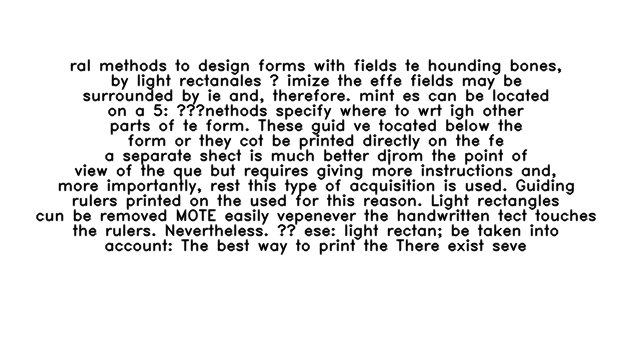 ral methods to design forms with fields te hounding bones,
by light rectanales ? imize the effe fields may be
surrounded by ie and, therefore. mint es can be located
on a 5: ???nethods specify where to wrt igh other
parts of te form. These guid ve tocated below the
form or they cot be printed directly on the fe
a separate shect is much better djrom the point of
view of the que but requires giving more instructions and,
more importantly, rest this type of acquisition is used. Guiding
rulers printed on the used for this reason. Light rectangles
cun be removed MOTE easily vepenever the handwritten tect touches
the rulers. Nevertheless. ?? ese: light rectan; be taken into
account: The best way to print the There exist seve